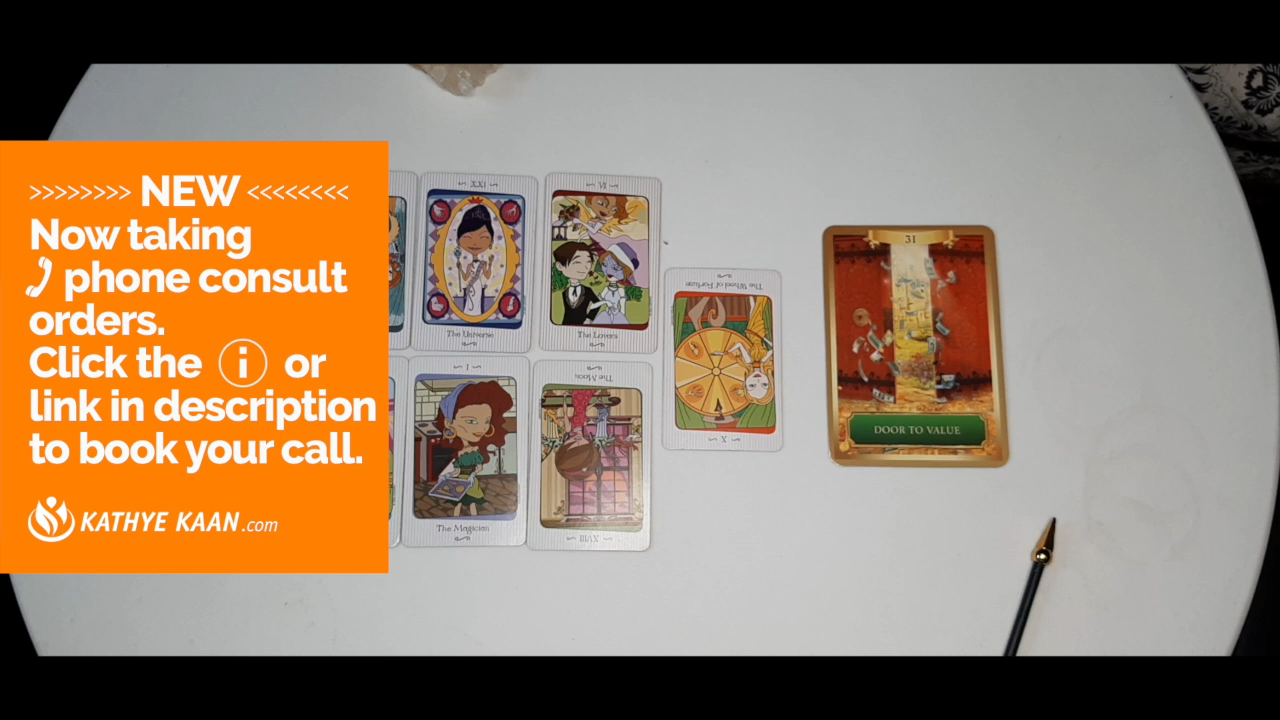 >>>>>>>> NEW <<<<<<<<
Now taking
phone consult
orders.
Click the i or
link in description
to book your call.
KATHYE KAAN.com
XXI
The Universe
VI
The Lovers
I
The Magician
The Moon
XVIII
The Wheel of Fortune
X
31
DOOR TO VALUE